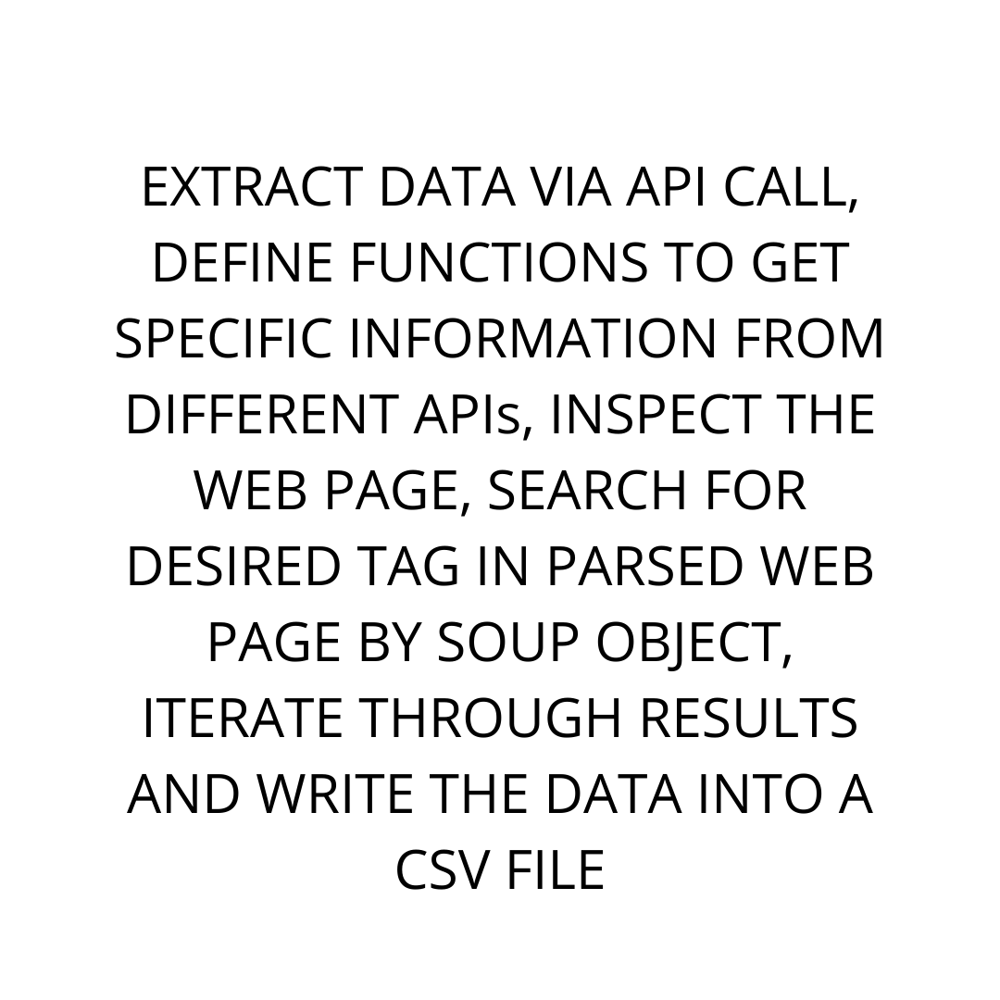 EXTRACT DATA VIA API CALL,
DEFINE FUNCTIONS TO GET
SPECIFIC INFORMATION FROM
DIFFERENT APIs, INSPECT THE
WEB PAGE, SEARCH FOR
DESIRED TAG IN PARSED WEB
PAGE BY SOUP OBJECT,
ITERATE THROUGH RESULTS
AND WRITE THE DATA INTO A
CSV FILE